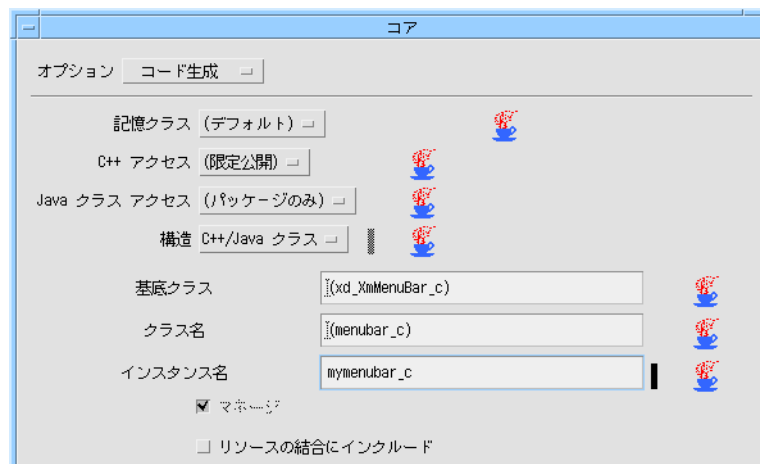 コア
オプション コード生成
記憶クラス (デフォルト)
C++ アクセス (限定公開)
Java クラス アクセス (パッケージのみ)
構造 C++/Java クラス
基底クラス (xd_XmMenuBar_c)
クラス名 (menubar_c)
インスタンス名 mymenubar_c
マネージ
リソースの結合にインクルード